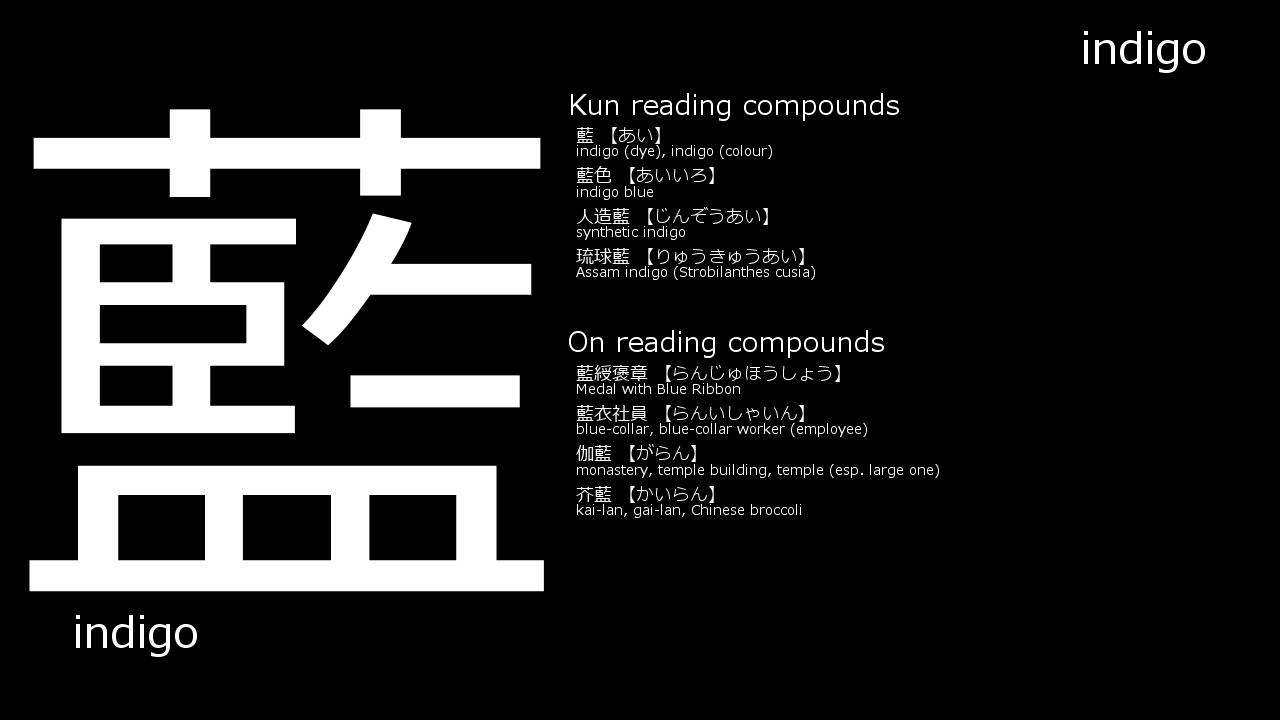 indigo
藍
Kun reading compounds
藍 【あい】
indigo (dye), indigo (colour)
藍色 【あいいろ】
indigo blue
人造藍 【じんぞうあい】
synthetic indigo
琉球藍 【りゅうきゅうあい】
Assam indigo (Strobilanthes cusia)
On reading compounds
藍綬褒章 【らんじゅほうしょう】
Medal with Blue Ribbon
藍衣社員 【らんいしゃいん】
blue-collar, blue-collar worker (employee)
伽藍 【がらん】
monastery, temple building, temple (esp. large one)
芥藍 【かいらん】
kai-lan, gai-lan, Chinese broccoli
indigo